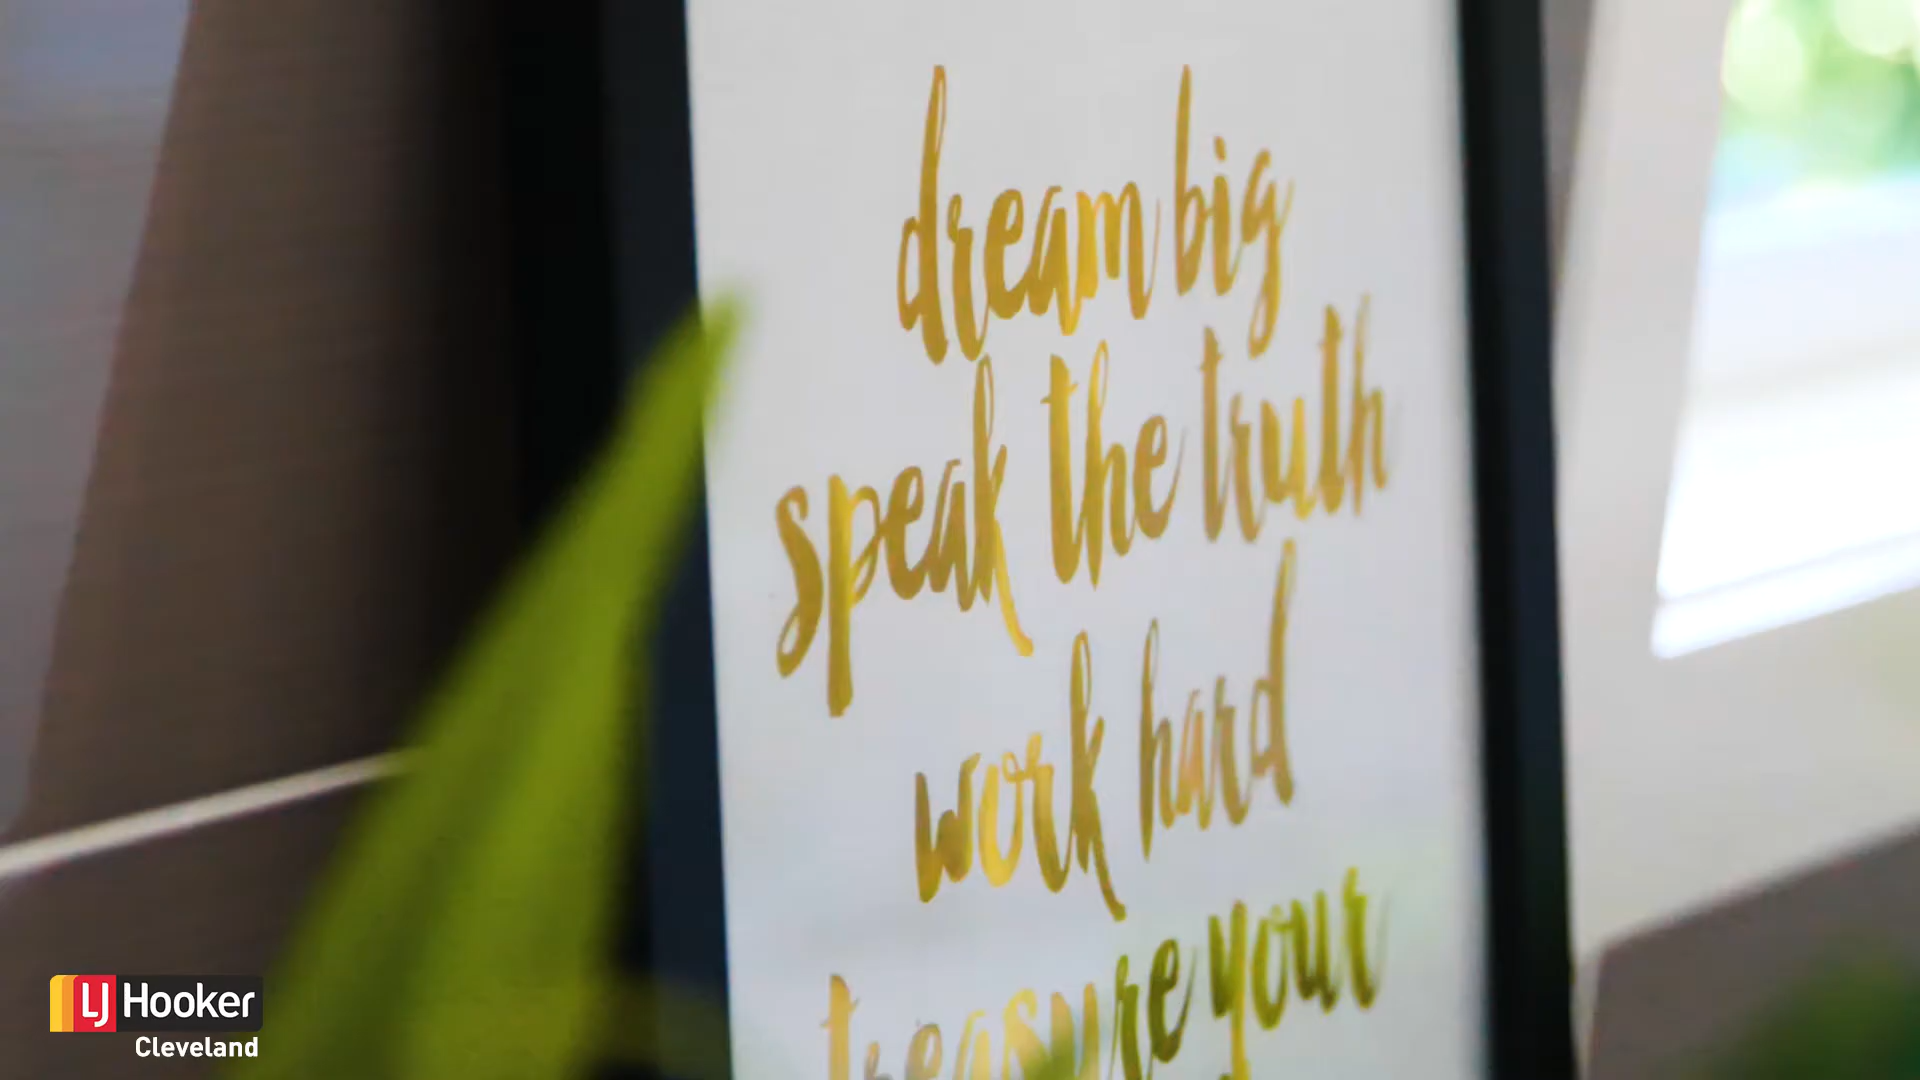 dream big
speak the truth
work hard
treasure your
LJ Hooker
Cleveland